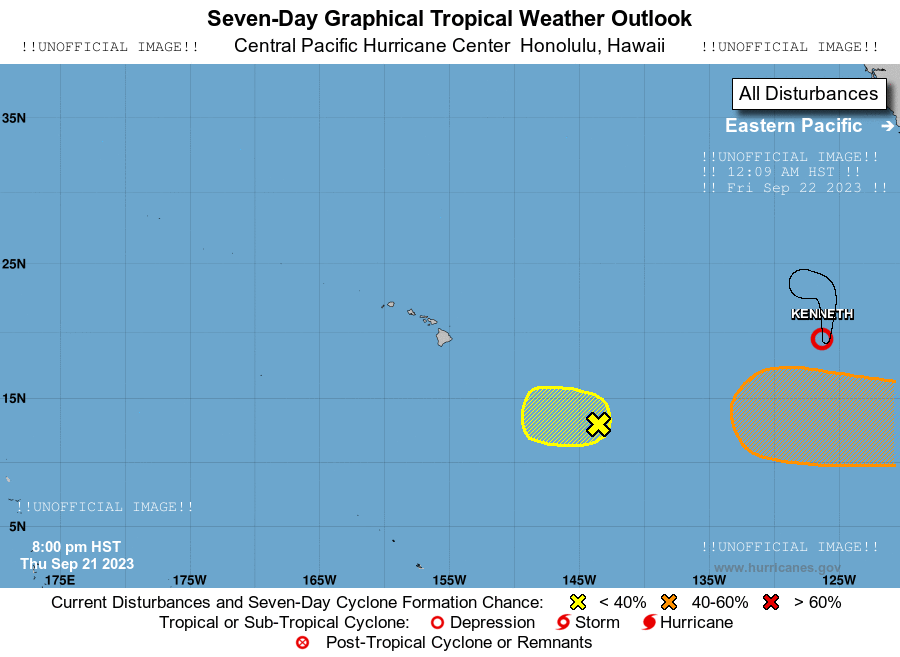 Seven-Day Graphical Tropical Weather Outlook
!!UNOFFICIAL IMAGE!! Central Pacific Hurricane Center Honolulu, Hawaii !!UNOFFICIAL IMAGE!!
All Disturbances
35N
Eastern Pacific
!!UNOFFICIAL IMAGE!!
!! 12:09 AM HST !!
!! Fri Sep 22 2023 !!
25N
KENNETH
15N
!!UNOFFICIAL IMAGE!!
5N
8:00 pm HST
Thu Sep 21 2023
!!UNOFFICIAL IMAGE!!
www.hurricanes.gov
175E 175W 165W 155W 145W 135W 125W
Current Disturbances and Seven-Day Cyclone Formation Chance: < 40% 40-60% > 60%
Tropical or Sub-Tropical Cyclone: Depression Storm Hurricane
Post-Tropical Cyclone or Remnants